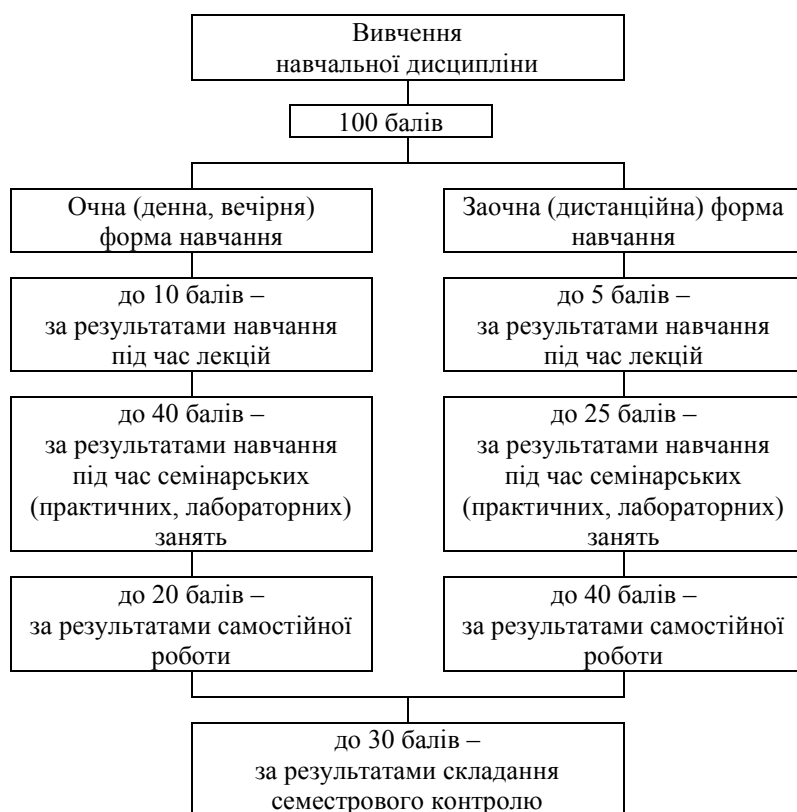 Вивчення
навчальної дисципліни
100 балів
Очна (денна, вечірня)
форма навчання
до 10 балів –
за результатами навчання
під час лекцій
до 40 балів –
за результатами навчання
під час семінарських
(практичних, лабораторних)
занять
до 20 балів –
за результатами самостійної
роботи
Заочна (дистанційна) форма
навчання
до 5 балів –
за результатами навчання
під час лекцій
до 25 балів –
за результатами навчання
під час семінарських
(практичних, лабораторних)
занять
до 40 балів –
за результатами самостійної
роботи
до 30 балів –
за результатами складання
семестрового контролю